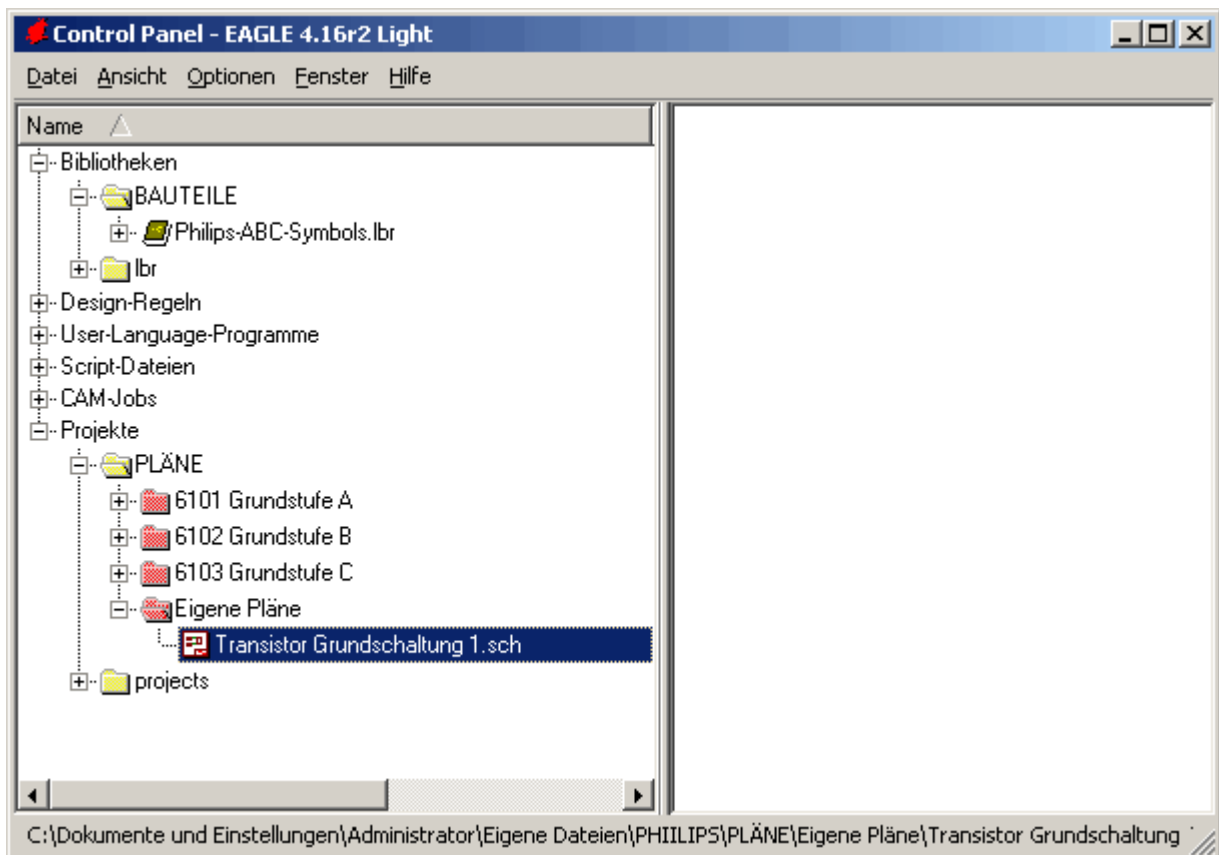 Control Panel - EAGLE 4.16r2 Light
Datei Ansicht Optionen Fenster Hilfe
Name
Bibliotheken
BAUTEILE
Philips-ABC-Symbols.lbr
lbr
Design-Regeln
User-Language-Programme
Script-Dateien
CAM-Jobs
Projekte
PLÄNE
6101 Grundstufe A
6102 Grundstufe B
6103 Grundstufe C
Eigene Pläne
Transistor Grundschaltung 1.sch
projects
C:\Dokumente und Einstellungen\Administrator\Eigene Dateien\PHIILIPS\PLÄNE\Eigene Pläne\Transistor Grundschaltung